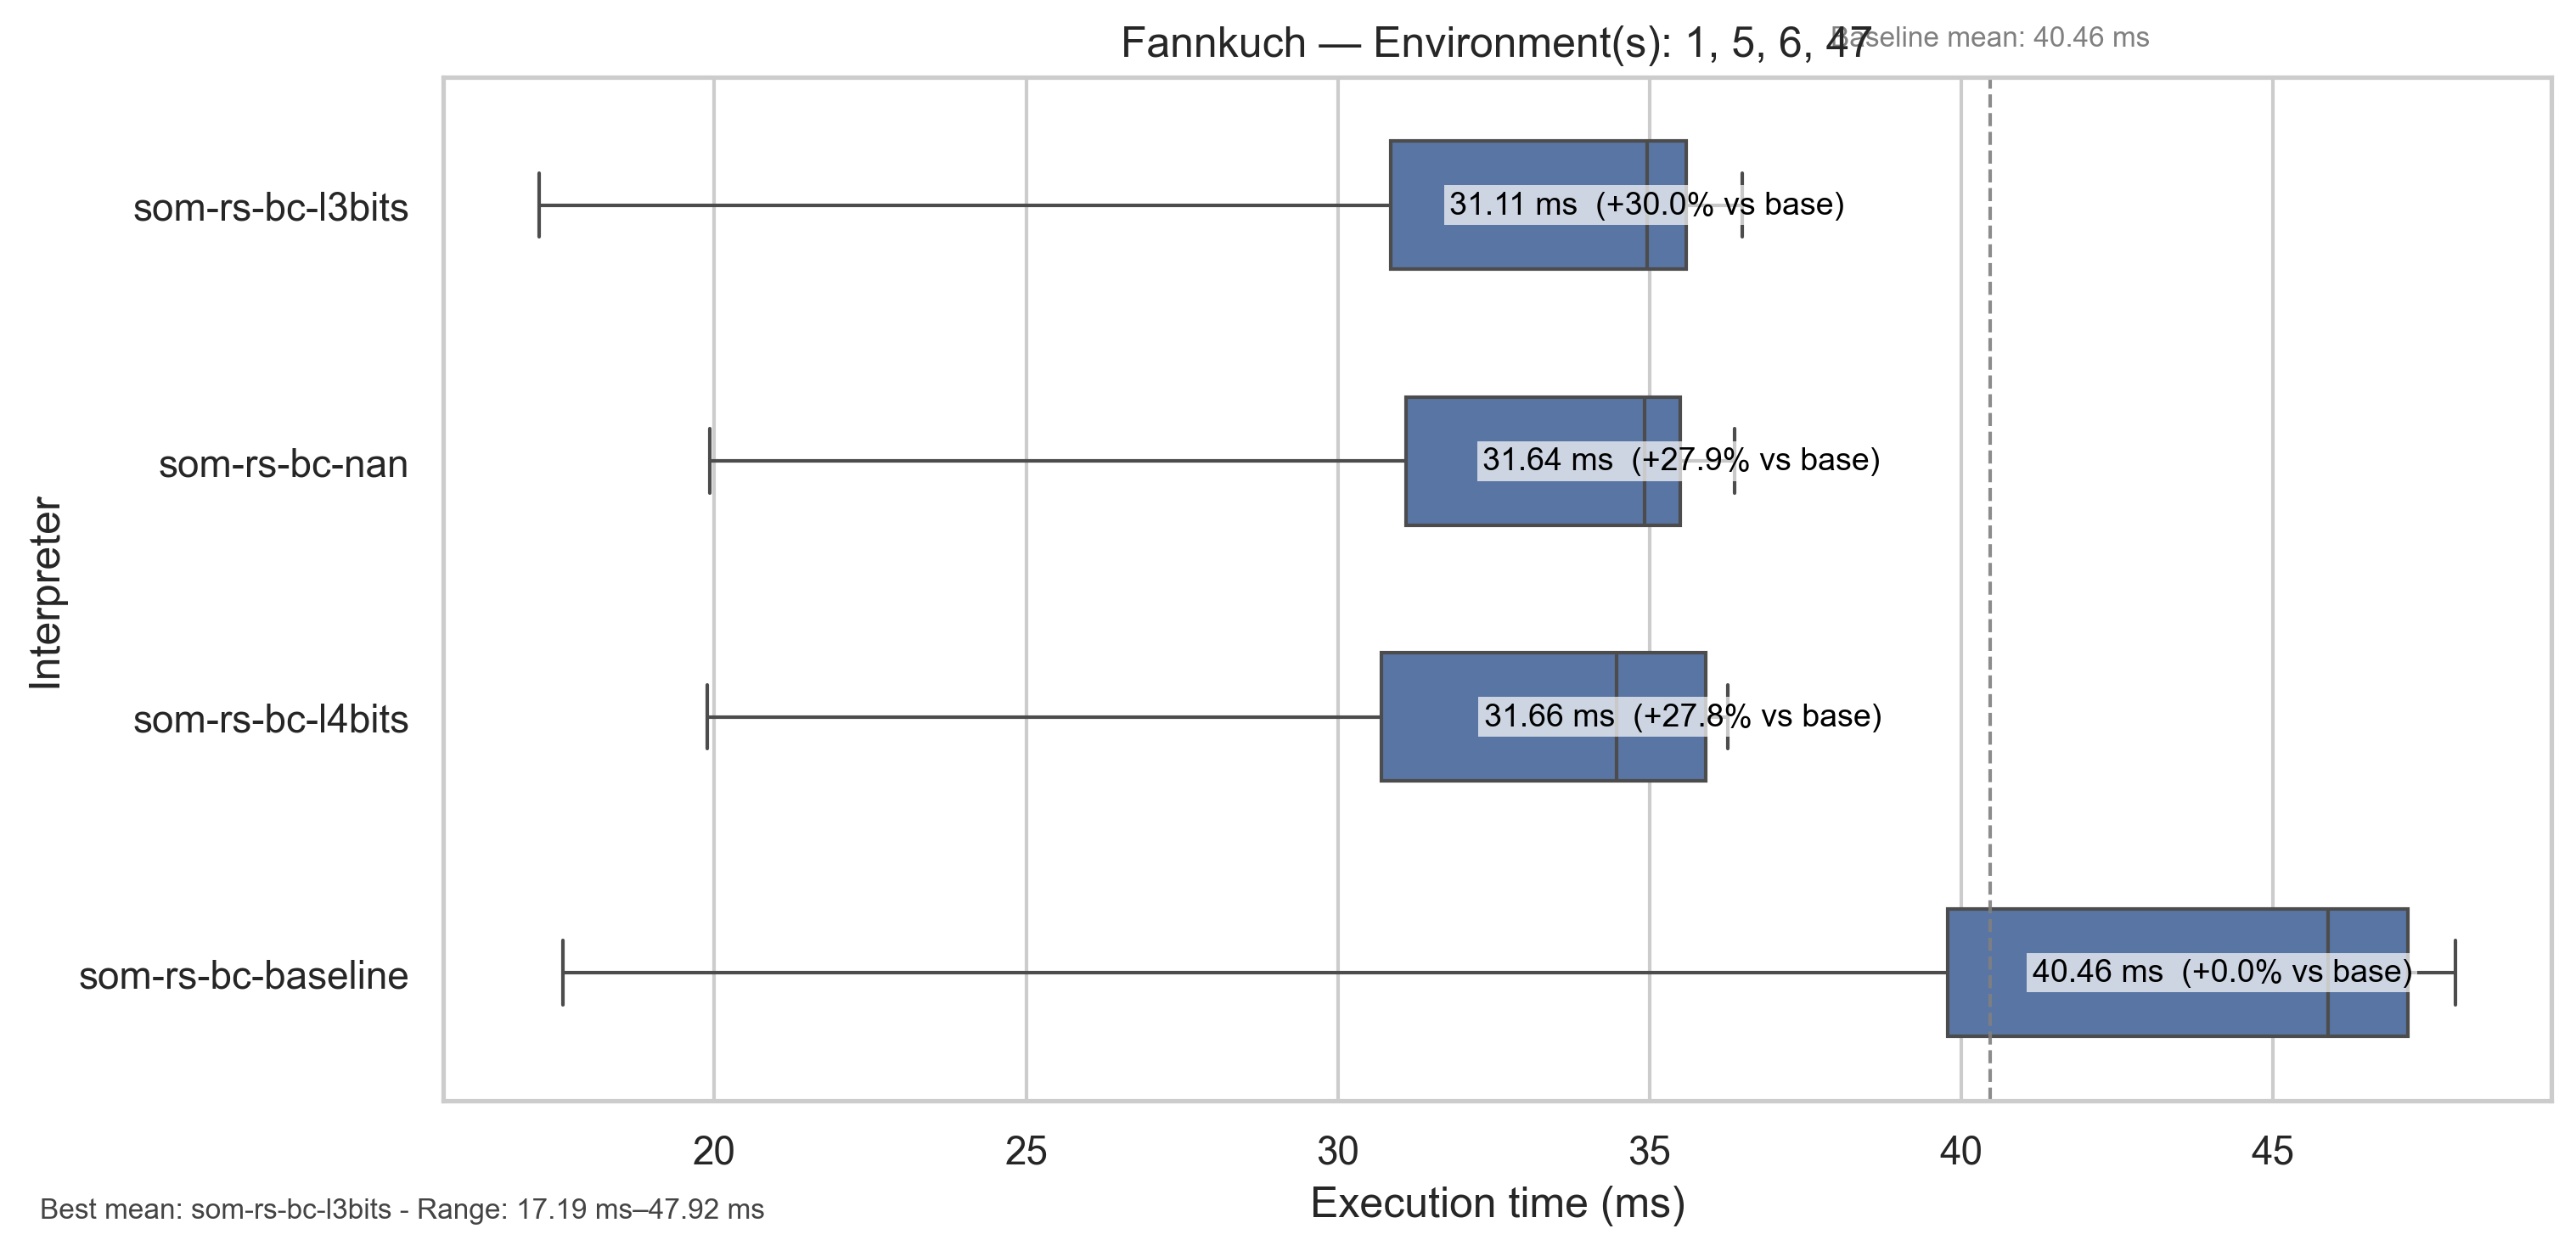 Fannkuch — Environment(s): 1, 5, 6, 47
Baseline mean: 40.46 ms
Interpreter
som-rs-bc-l3bits
31.11 ms (+30.0% vs base)
som-rs-bc-nan
31.64 ms (+27.9% vs base)
som-rs-bc-l4bits
31.66 ms (+27.8% vs base)
som-rs-bc-baseline
40.46 ms (+0.0% vs base)
20 25 30 35 40 45
Execution time (ms)
Best mean: som-rs-bc-l3bits - Range: 17.19 ms–47.92 ms